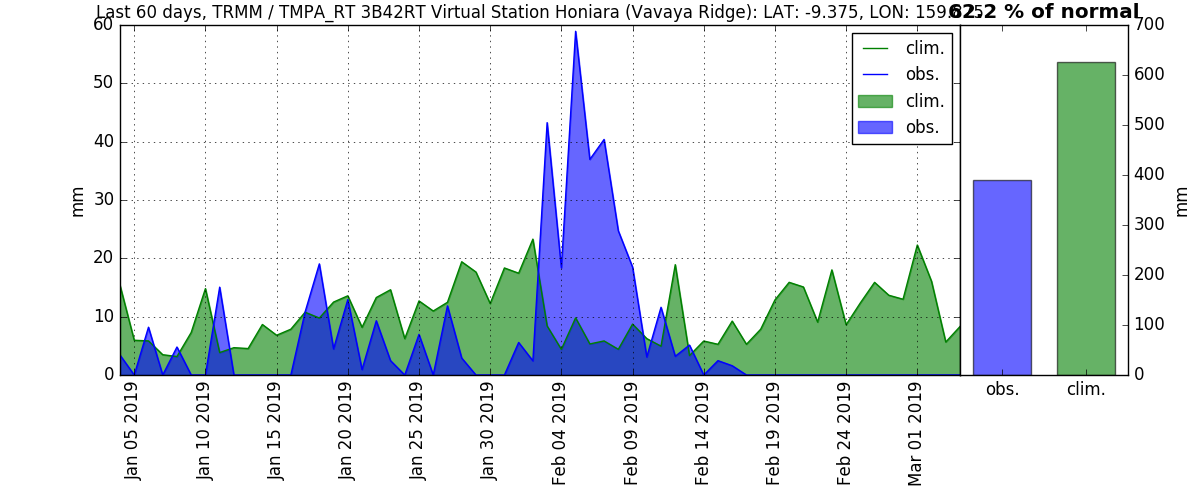 Last 60 days, TRMM / TMPA_RT 3B42RT Virtual Station Honiara (Vavaya Ridge): LAT: -9.375, LON:
62.2 % of normal
60
50
40
30
20
10
0
mm
clim.
obs.
clim.
obs.
Jan 05 2019
Jan 10 2019
Jan 15 2019
Jan 20 2019
Jan 25 2019
Jan 30 2019
Feb 04 2019
Feb 09 2019
Feb 14 2019
Feb 19 2019
Feb 24 2019
Mar 01 2019
700
600
500
400
300
200
100
0
mm
obs.
clim.